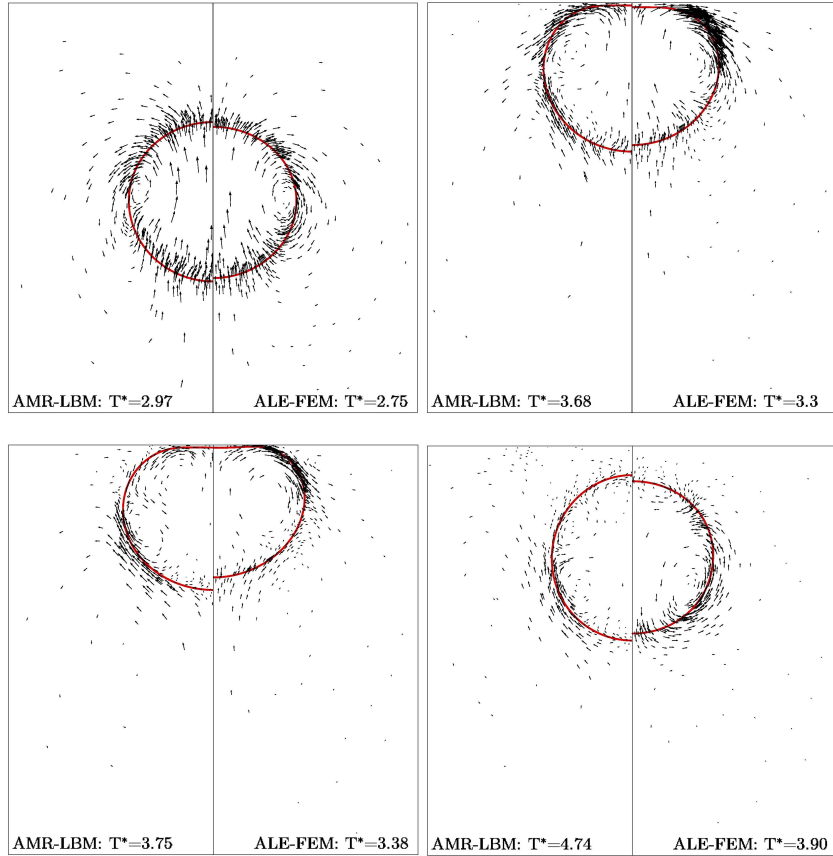 AMR-LBM: T*=2.97 ALE-FEM: T*=2.75
AMR-LBM: T*=3.68 ALE-FEM: T*=3.3
AMR-LBM: T*=3.75 ALE-FEM: T*=3.38
AMR-LBM: T*=4.74 ALE-FEM: T*=3.90